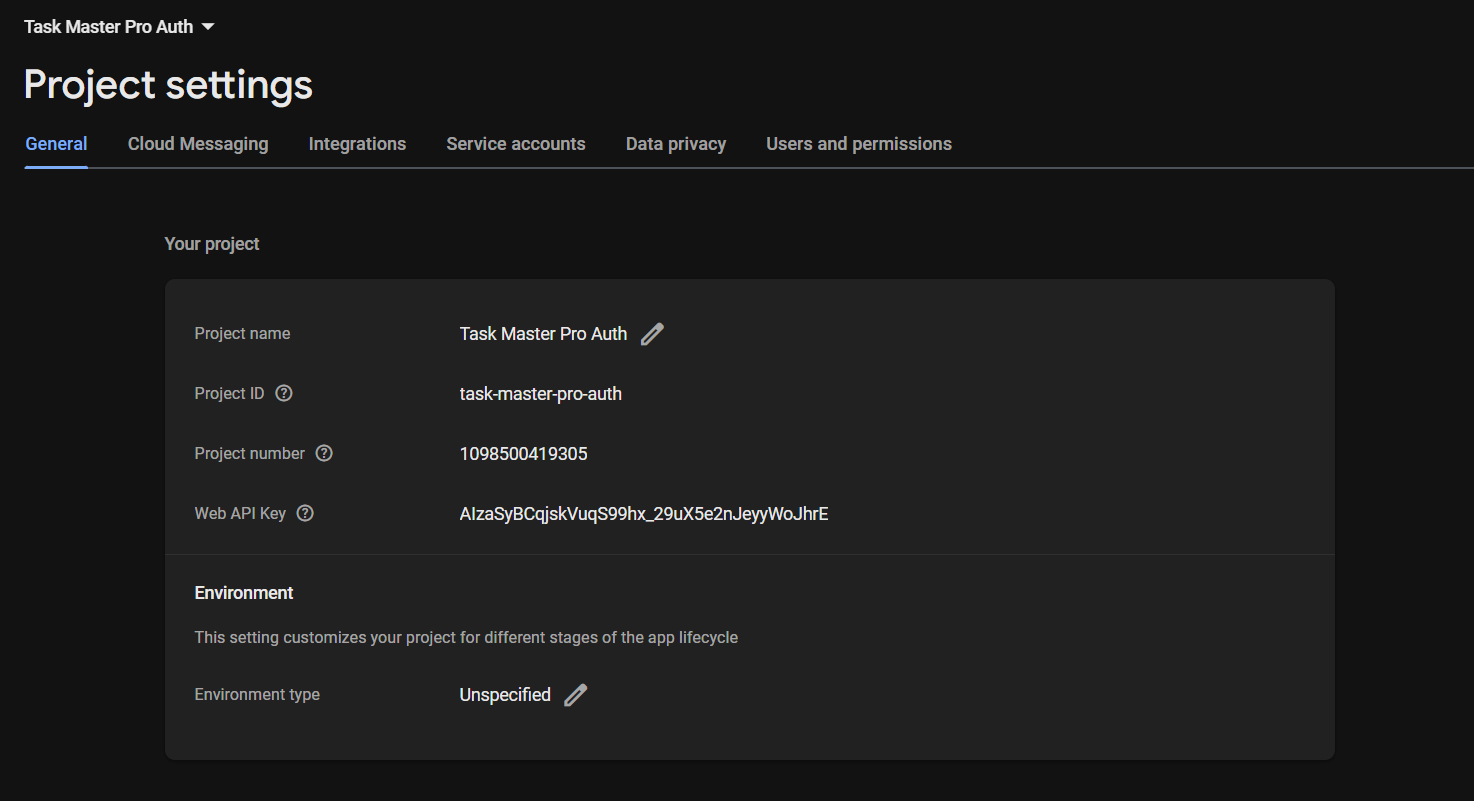 Task Master Pro Auth
Project settings
General Cloud Messaging Integrations Service accounts Data privacy Users and permissions
Your project
Project name Task Master Pro Auth
Project ID task-master-pro-auth
Project number 1098500419305
Web API Key AIzaSyBCqjskVuqS99hx_29uX5e2nJeyyWoJhrE
Environment
This setting customizes your project for different stages of the app lifecycle
Environment type Unspecified